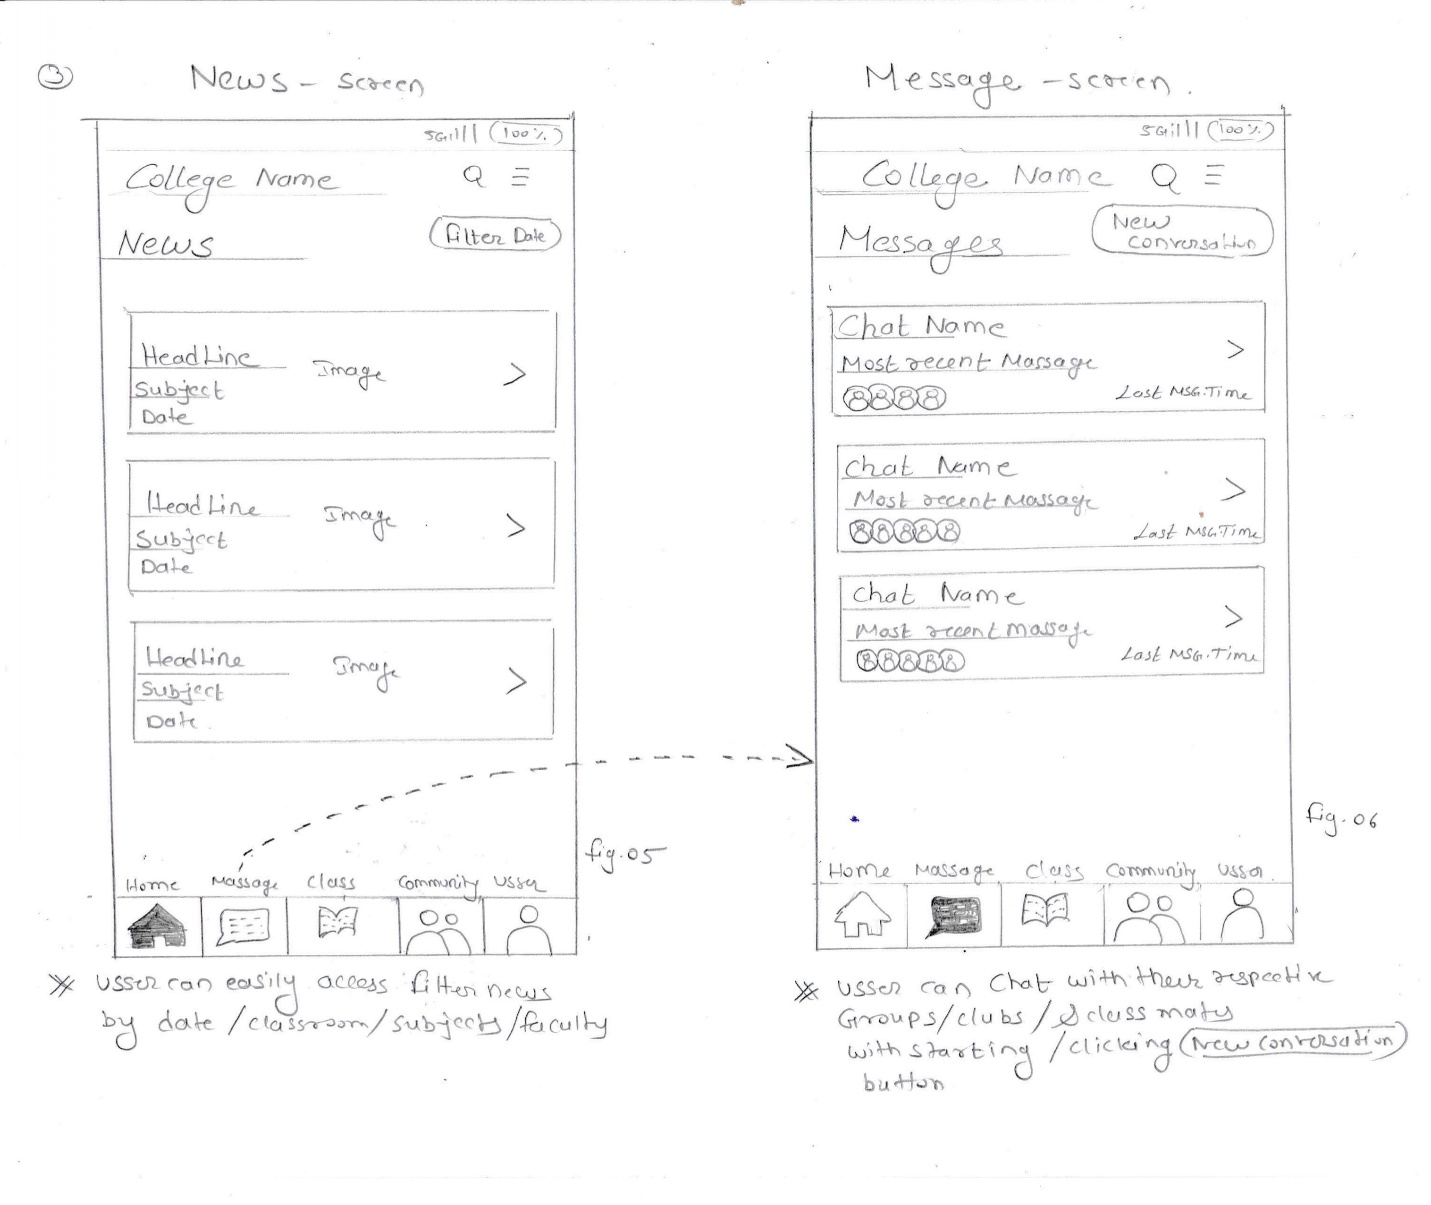 3
News - screen
5G 100%
College Name
News
Filter Date
HeadLine
Image
Subject
Date
HeadLine
Image
Subject
Date
HeadLine
Image
Subject
Date
fig. 05
Home Massage Class Community Usser
usser can easily access filter news
by date / classroom / subjects / faculty
Message - screen.
5G 100%
College Name
Messages
New
conversation
Chat Name
Most recent Massage
Last MSG.Time
Chat Name
Most recent Massage
Last MSG.Time
Chat Name
Most recent Massage
Last MSG.Time
fig. 06
Home Massage Class Community Usser.
usser can Chat with their respective
Groups/clubs / & class mats
with starting /clicking New conversation
button